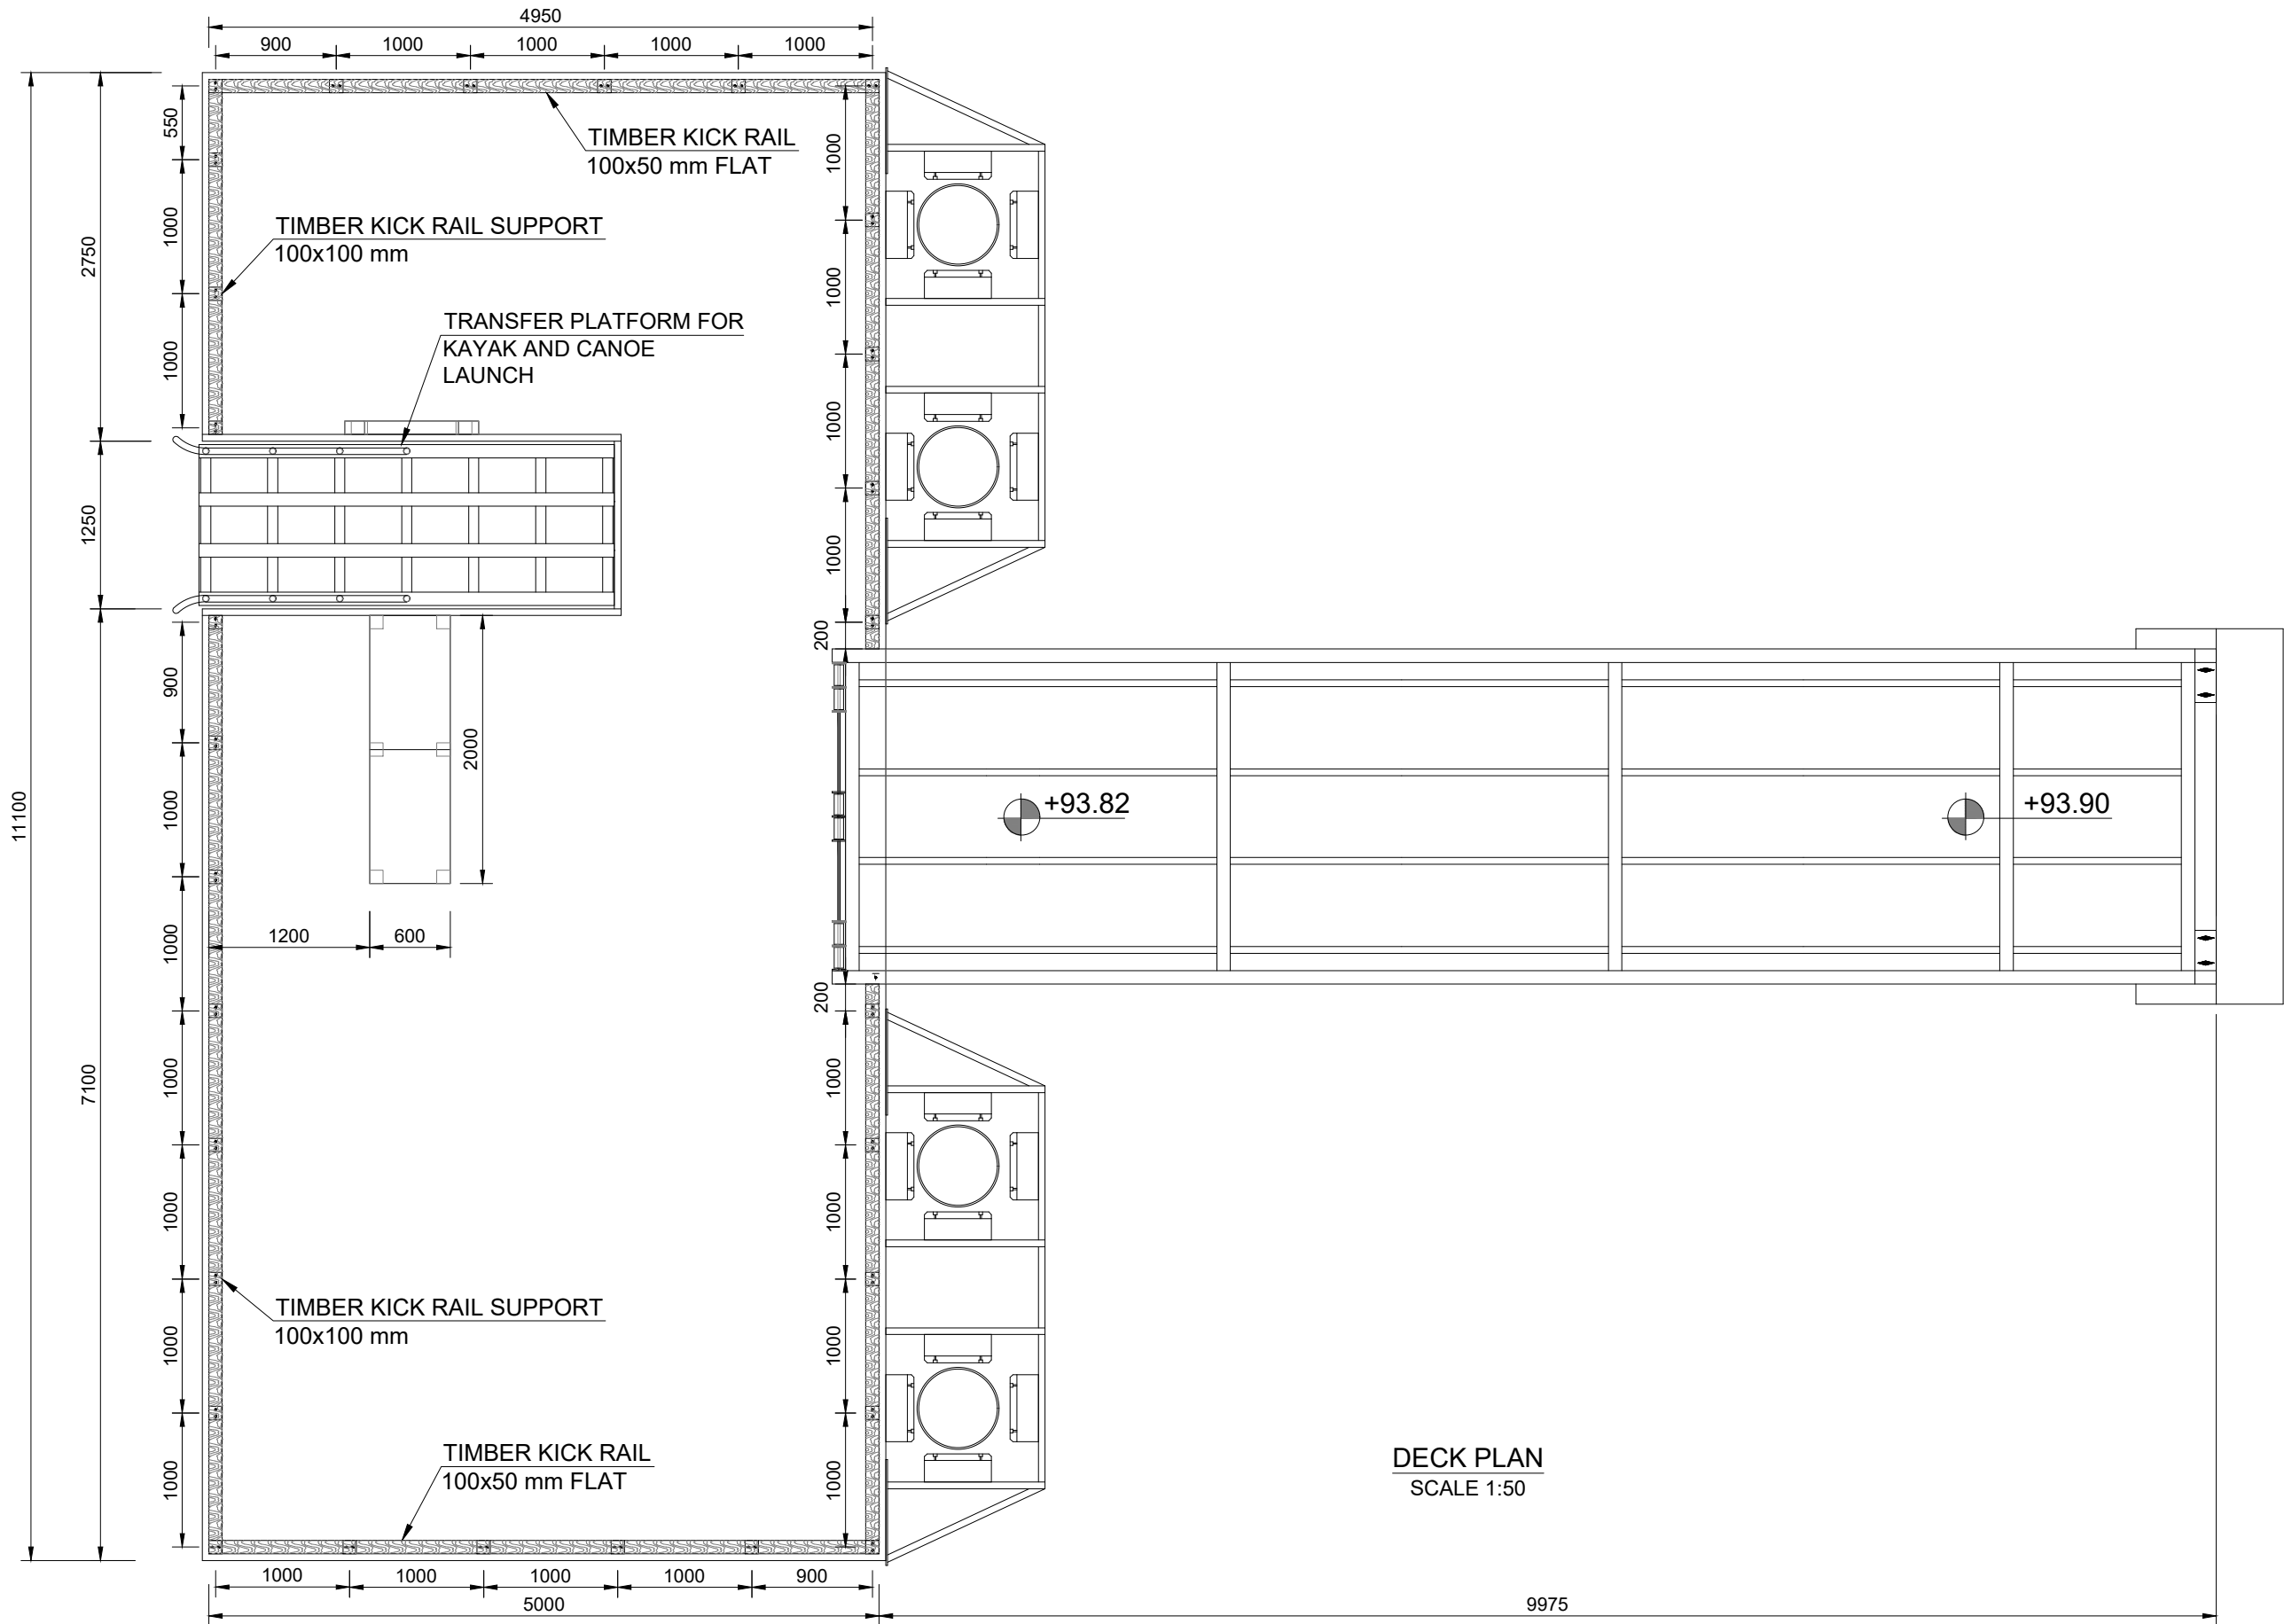 4950
900 1000 1000 1000 1000
550
TIMBER KICK RAIL
100x50 mm FLAT
1000
TIMBER KICK RAIL SUPPORT
100x100 mm
1000
2750
1000
TRANSFER PLATFORM FOR
KAYAK AND CANOE
LAUNCH
1000
1000
1250
1000
200
900
2000
11100
1000
+93.82
+93.90
1200 600
1000
200
7100
1000
1000
1000
1000
TIMBER KICK RAIL SUPPORT
100x100 mm
1000
1000
TIMBER KICK RAIL
100x50 mm FLAT
1000
1000
DECK PLAN
SCALE 1:50
1000 1000 1000 1000 900
5000
9975